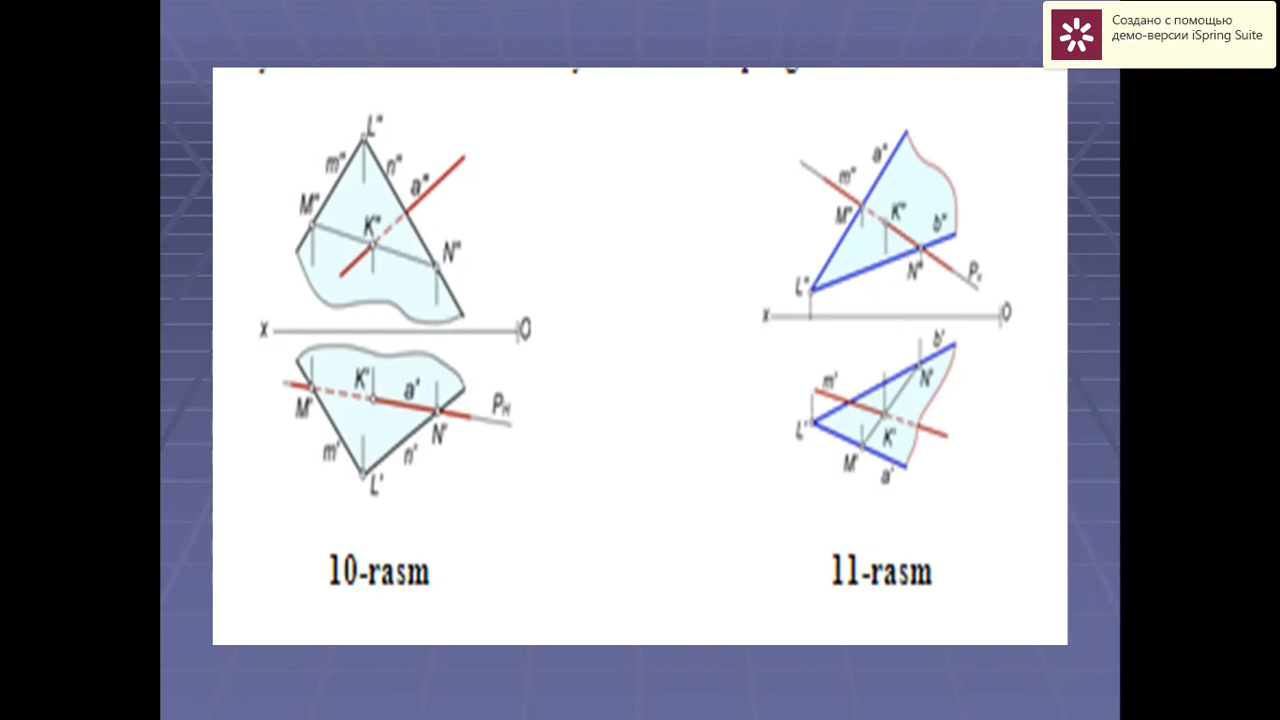 Создано с помощью
демо-версии iSpring Suite
L"
m"
n"
a"
M"
K"
N"
x
O
K'
a'
M'
P_H
N'
m'
n'
L'
10-rasm
a"
m"
M"
K"
b"
N"
L"
P_v
x
O
b'
m'
N'
L'
K'
M'
a'
11-rasm